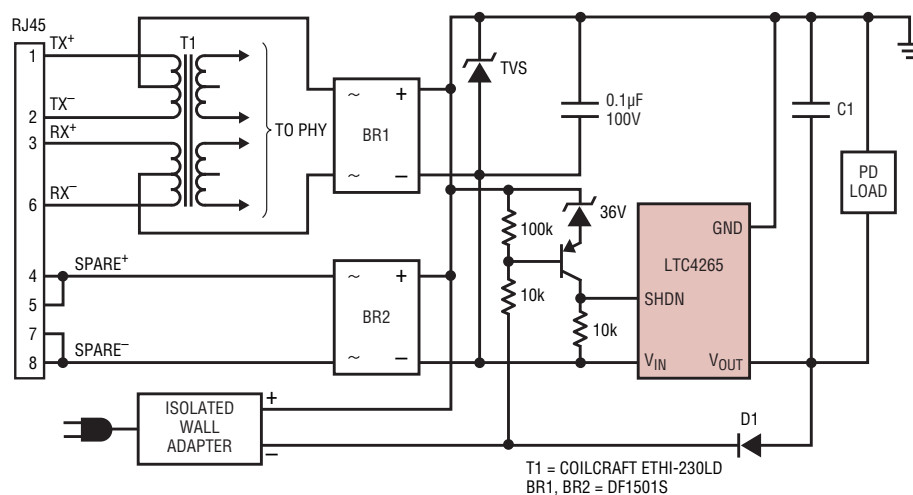 RJ45
1
TX+
2
TX−
3
RX+
6
RX−
4
SPARE+
5
7
8
SPARE−
T1
TO PHY
~
+
BR1
~
−
~
+
BR2
~
−
TVS
0.1µF
100V
C1
PD
LOAD
100k
36V
10k
10k
GND
LTC4265
SHDN
VIN
VOUT
ISOLATED
WALL
ADAPTER
+
−
D1
T1 = COILCRAFT ETHI-230LD
BR1, BR2 = DF1501S